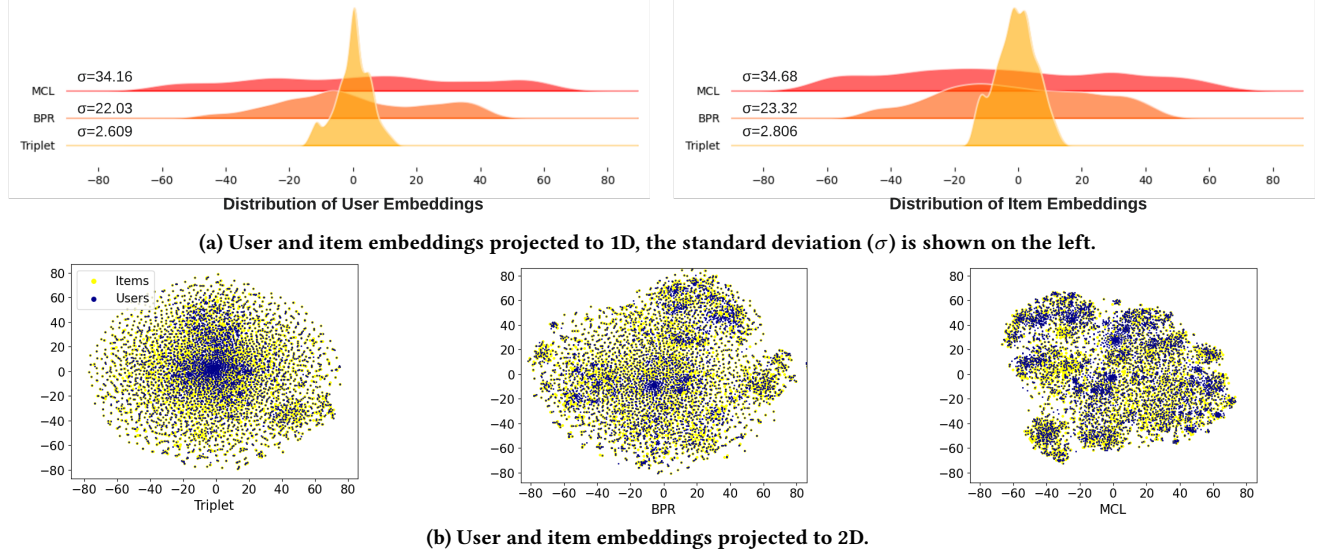 σ=34.16
MCL
σ=22.03
BPR
σ=2.609
Triplet
−80 −60 −40 −20 0 20 40 60 80
Distribution of User Embeddings
σ=34.68
MCL
σ=23.32
BPR
σ=2.806
Triplet
−80 −60 −40 −20 0 20 40 60 80
Distribution of Item Embeddings
(a) User and item embeddings projected to 1D, the standard deviation (σ) is shown on the left.
Items
Users
80
60
40
20
0
−20
−40
−60
−80
−80 −60 −40 −20 0 20 40 60 80
Triplet
80
60
40
20
0
−20
−40
−60
−80
−80 −60 −40 −20 0 20 40 60 80
BPR
80
60
40
20
0
−20
−40
−60
−80
−80 −60 −40 −20 0 20 40 60 80
MCL
(b) User and item embeddings projected to 2D.